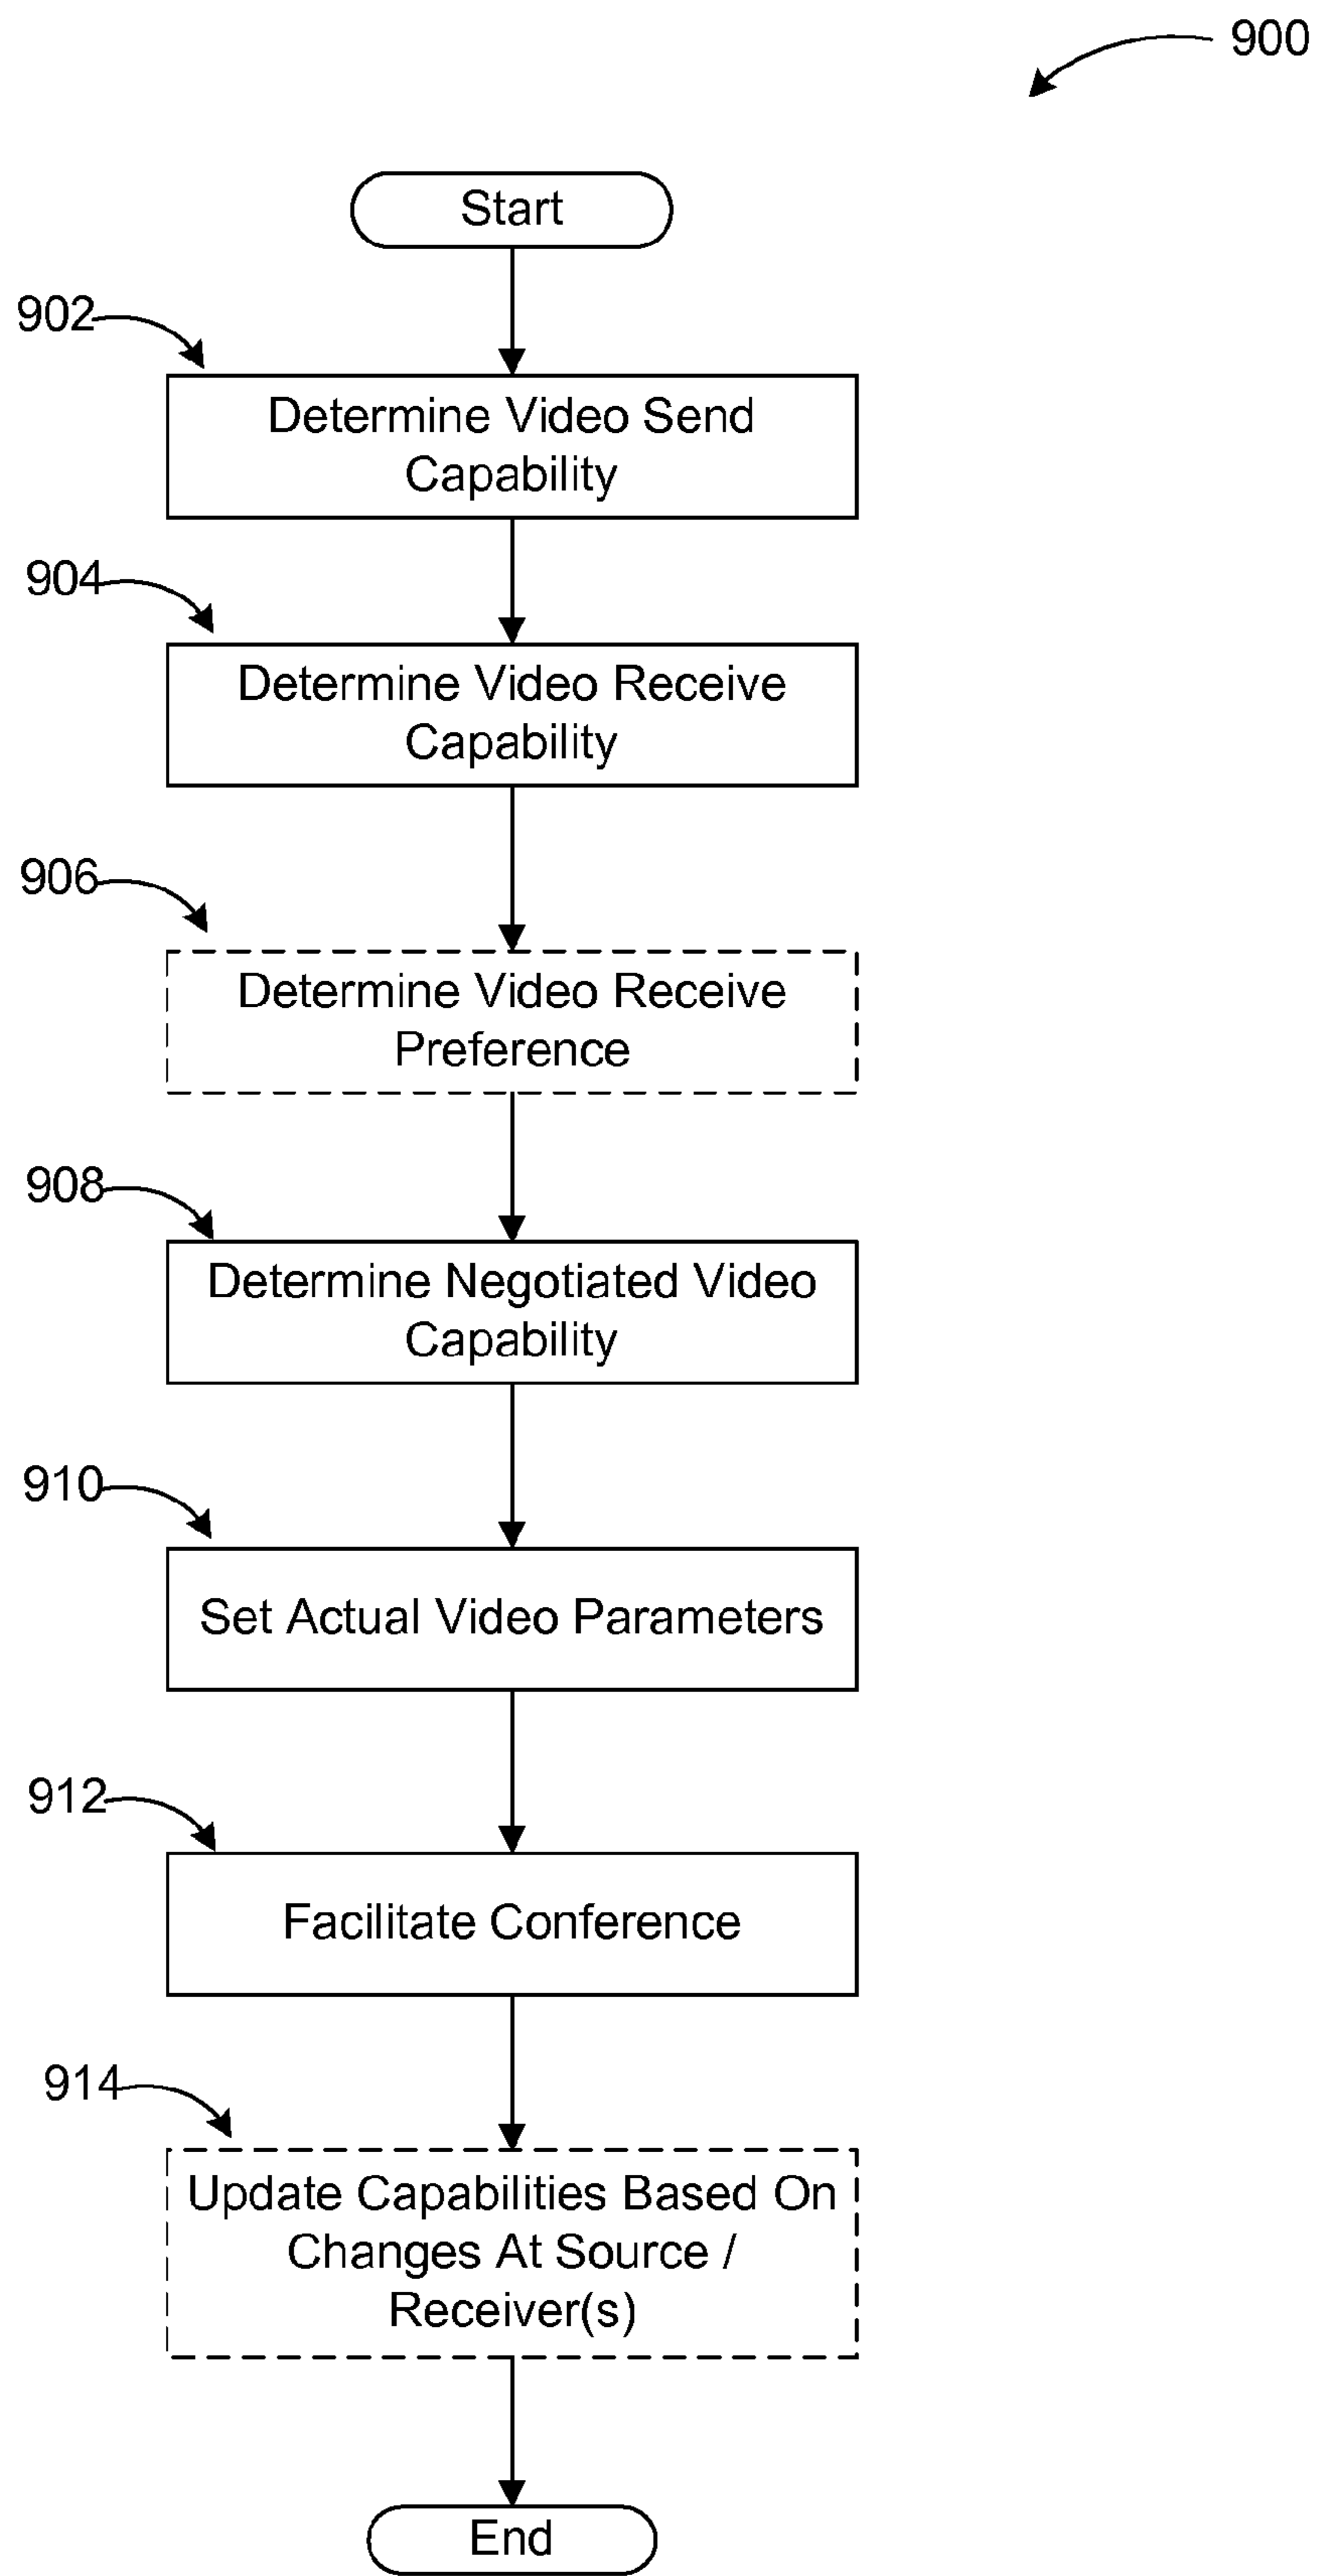 900
Start
902
Determine Video Send
Capability
904
Determine Video Receive
Capability
906
Determine Video Receive
Preference
908
Determine Negotiated Video
Capability
910
Set Actual Video Parameters
912
Facilitate Conference
914
Update Capabilities Based On
Changes At Source /
Receiver(s)
End